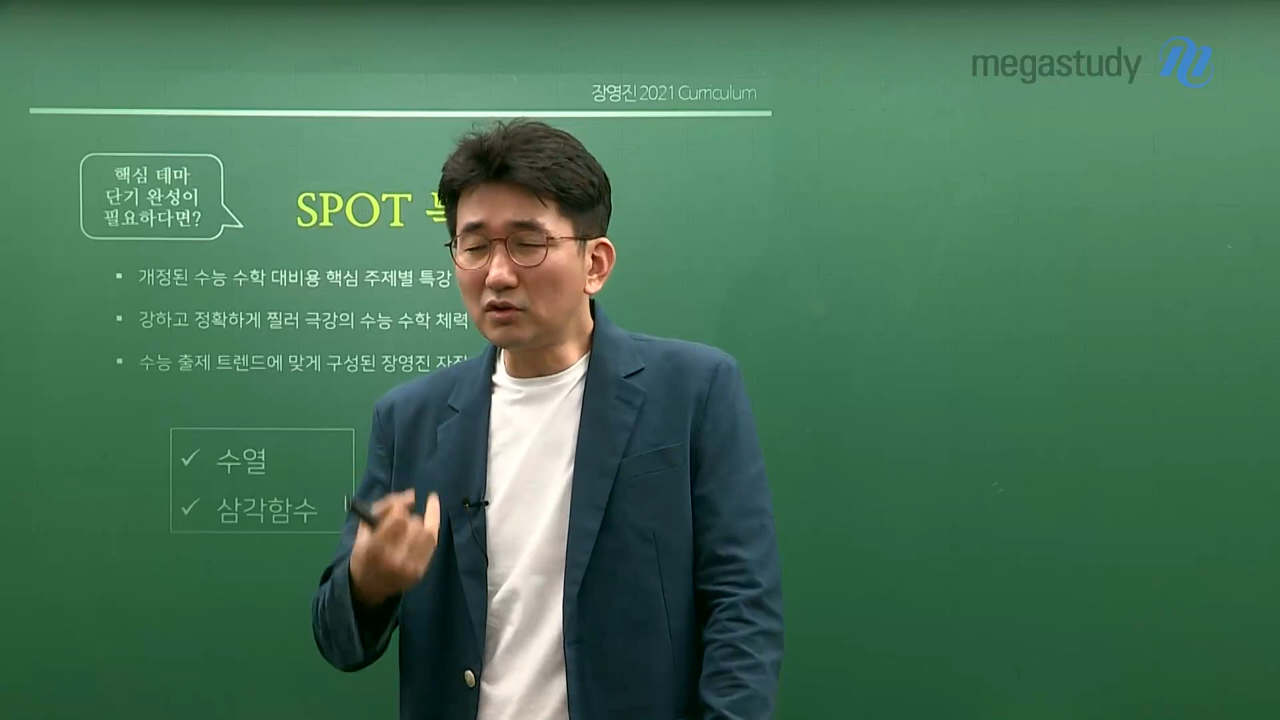 megastudy
장영진 2021 Curriculum
핵심 테마
단기 완성이
필요하다면?
SPOT
▪ 개정된 수능 수학 대비용 핵심 주제별 특강
▪ 강하고 정확하게 찔러 극강의 수능 수학 체력
▪ 수능 출제 트렌드에 맞게 구성된 장영진
✓ 수열
✓ 삼각함수